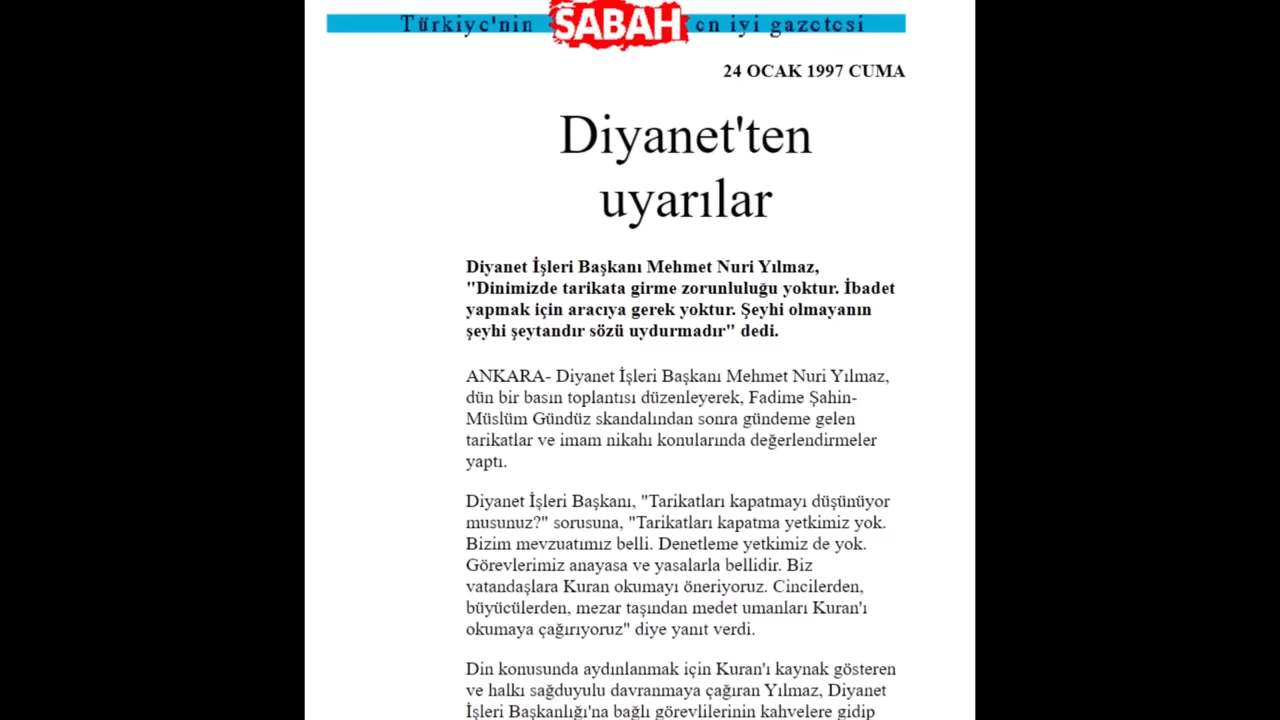 Türkiye'nin SABAH en iyi gazetesi
24 OCAK 1997 CUMA
Diyanet'ten
uyarılar
Diyanet İşleri Başkanı Mehmet Nuri Yılmaz,
"Dinimizde tarikata girme zorunluluğu yoktur. İbadet
yapmak için aracıya gerek yoktur. Şeyhi olmayanın
şeyhi şeytandır sözü uydurmadır" dedi.
ANKARA- Diyanet İşleri Başkanı Mehmet Nuri Yılmaz,
dün bir basın toplantısı düzenleyerek, Fadime Şahin-
Müslüm Gündüz skandalından sonra gündeme gelen
tarikatlar ve imam nikahı konularında değerlendirmeler
yaptı.
Diyanet İşleri Başkanı, "Tarikatları kapatmayı düşünüyor
musunuz?" sorusuna, "Tarikatları kapatma yetkimiz yok.
Bizim mevzuatımız belli. Denetleme yetkimiz de yok.
Görevlerimiz anayasa ve yasalarla bellidir. Biz
vatandaşlara Kuran okumayı öneriyoruz. Cincilerden,
büyücülerden, mezar taşından medet umanları Kuran'ı
okumaya çağırıyoruz" diye yanıt verdi.
Din konusunda aydınlanmak için Kuran'ı kaynak gösteren
ve halkı sağduyulu davranmaya çağıran Yılmaz, Diyanet
İşleri Başkanlığı'na bağlı görevlilerinin kahvelere gidip